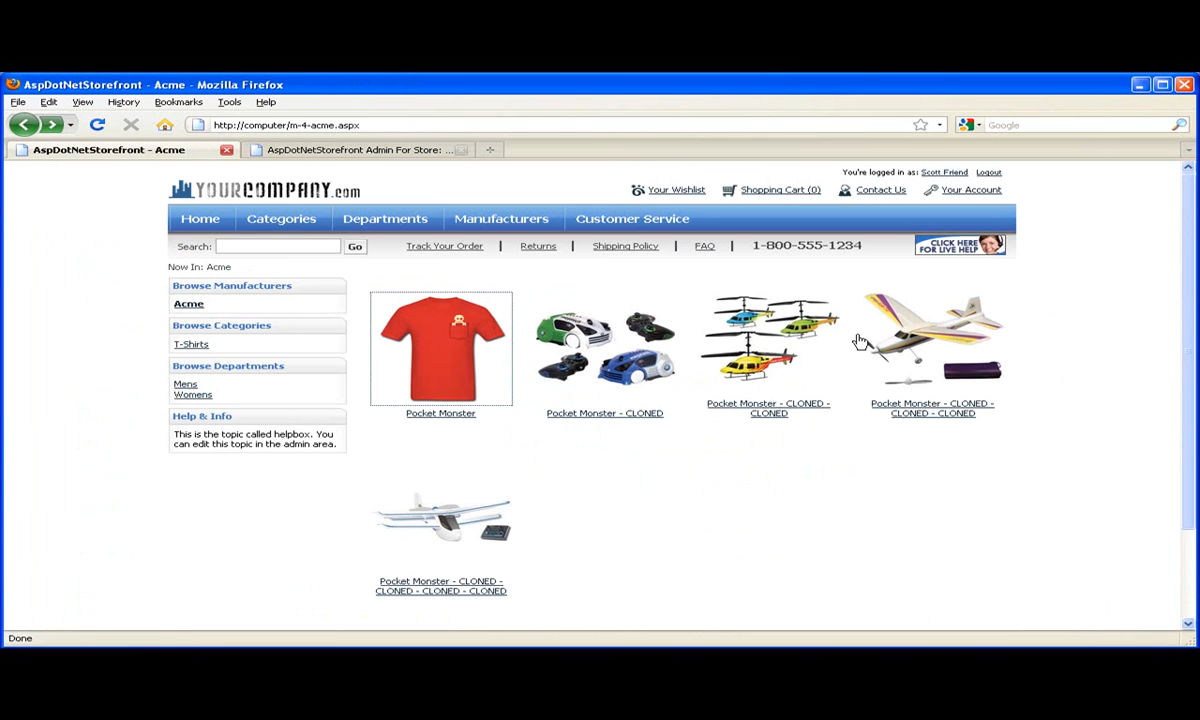 AspDotNetStorefront - Acme - Mozilla Firefox
File Edit View History Bookmarks Tools Help
http://computer/m-4-acme.aspx Google
AspDotNetStorefront - Acme AspDotNetStorefront Admin For Store: ...
You're logged in as: Scott Friend Logout
YOURCOMPANY.com Your Wishlist Shopping Cart (0) Contact Us Your Account
Home Categories Departments Manufacturers Customer Service
Search: Go Track Your Order | Returns | Shipping Policy | FAQ | 1-800-555-1234 CLICK HERE
FOR LIVE HELP
Now In: Acme
Browse Manufacturers
Acme
Browse Categories
T-Shirts
Browse Departments
Mens
Womens
Help & Info
This is the topic called helpbox. You
can edit this topic in the admin area.
Pocket Monster
Pocket Monster - CLONED
Pocket Monster - CLONED -
CLONED
Pocket Monster - CLONED -
CLONED - CLONED
Pocket Monster - CLONED -
CLONED - CLONED - CLONED
Done